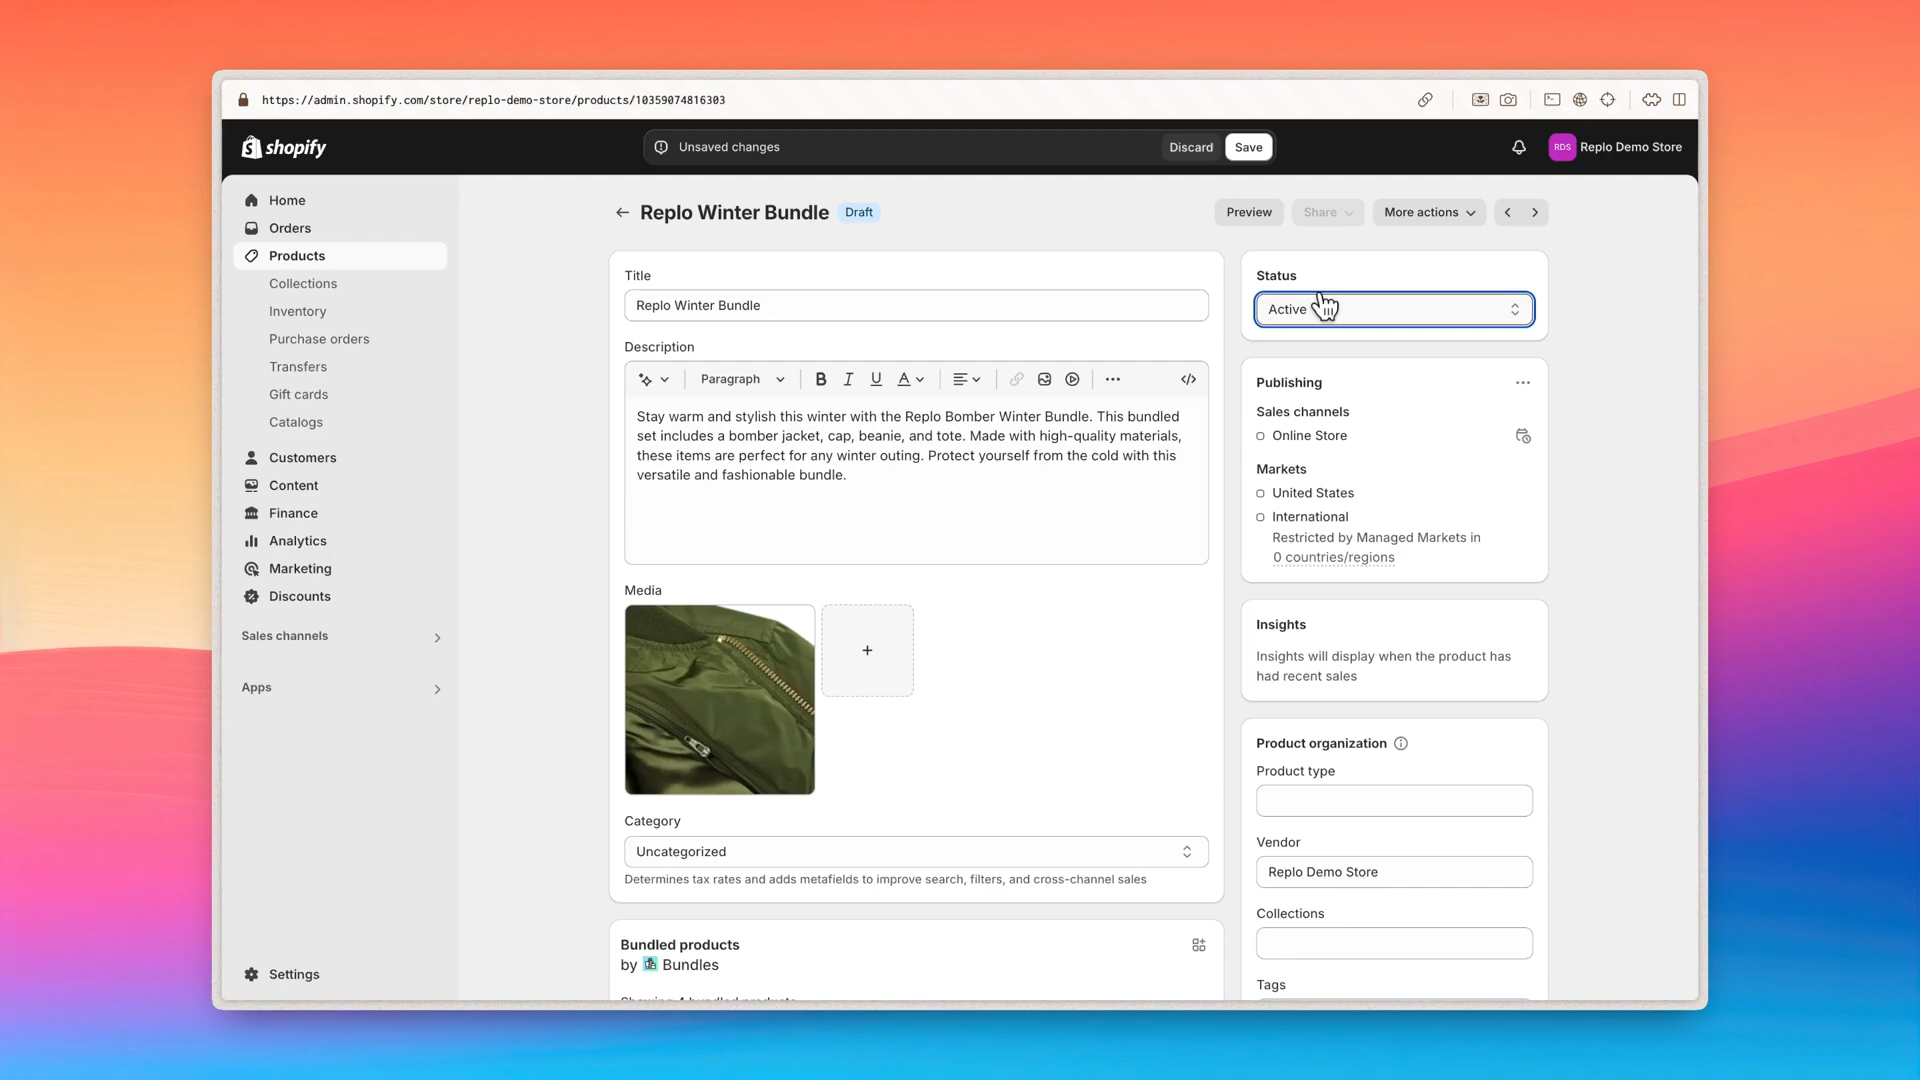 https://admin.shopify.com/store/replo-demo-store/products/10359074816303
shopify
Unsaved changes
Discard
Save
RDS
Replo Demo Store
Home
Orders
Products
Collections
Inventory
Purchase orders
Transfers
Gift cards
Catalogs
Customers
Content
Finance
Analytics
Marketing
Discounts
Sales channels
Apps
Settings
Replo Winter Bundle
Draft
Preview
Share
More actions
Title
Replo Winter Bundle
Description
Paragraph
B I U A
Stay warm and stylish this winter with the Replo Bomber Winter Bundle. This bundled
set includes a bomber jacket, cap, beanie, and tote. Made with high-quality materials,
these items are perfect for any winter outing. Protect yourself from the cold with this
versatile and fashionable bundle.
Media
Category
Uncategorized
Determines tax rates and adds metafields to improve search, filters, and cross-channel sales
Bundled products
by Bundles
Showing 4 bundled products
Status
Active
Publishing
Sales channels
Online Store
Markets
United States
International
Restricted by Managed Markets in
0 countries/regions
Insights
Insights will display when the product has
had recent sales
Product organization
Product type
Vendor
Replo Demo Store
Collections
Tags